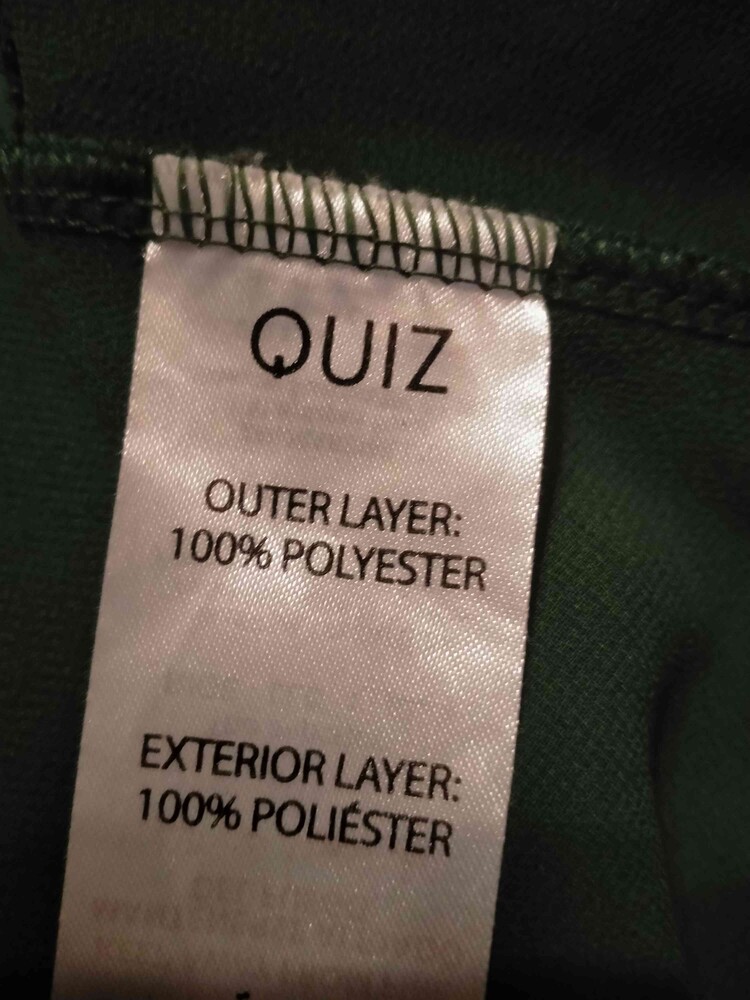 QUIZ
OUTER LAYER:
100% POLYESTER
EXTERIOR LAYER:
100% POLIÉSTER